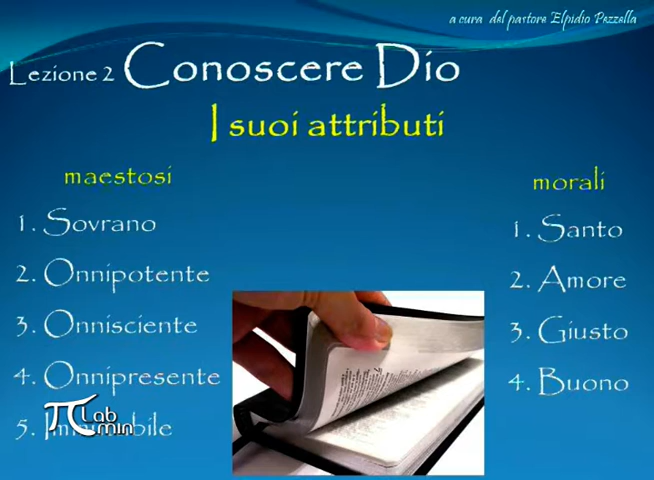 a cura del pastore Elpidio Pezzella
Lezione 2 Conoscere Dio
I suoi attributi
maestosi
1. Sovrano
2. Onnipotente
3. Onnisciente
4. Onnipresente
5.
morali
1. Santo
2. Amore
3. Giusto
4. Buono
Lab
min